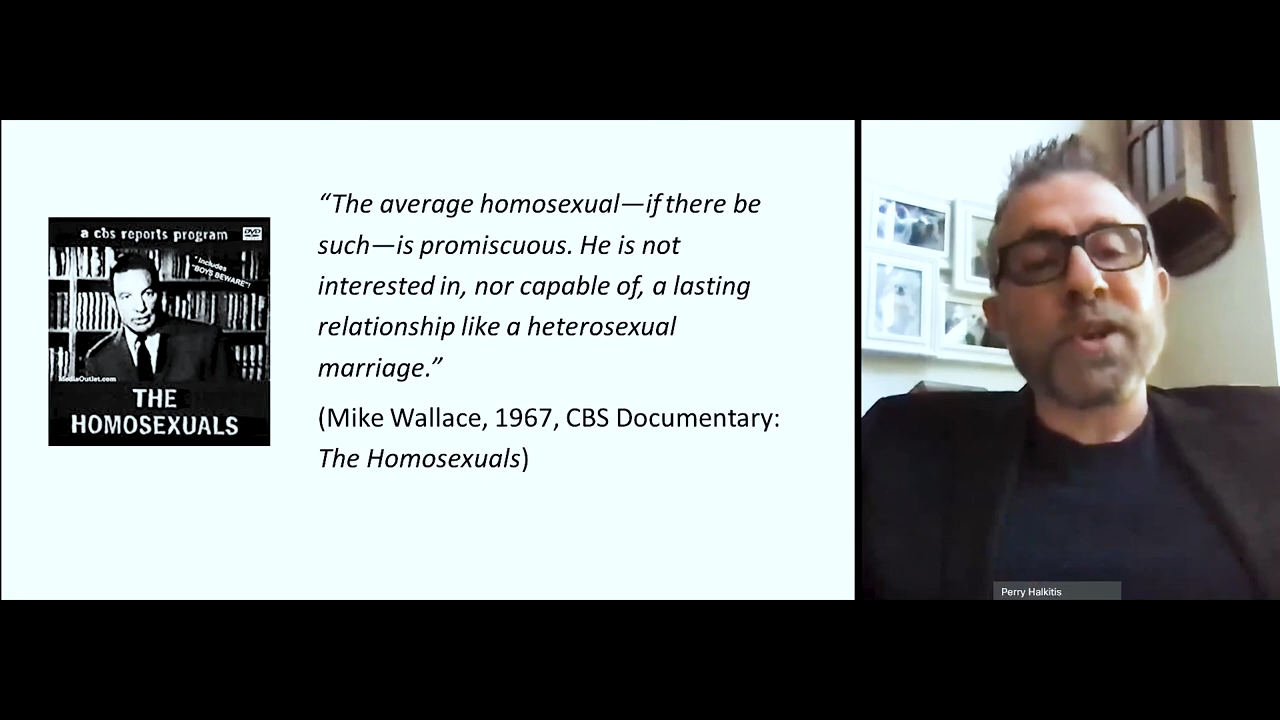 a cbs reports program
DVD
* Includes
"BOYS BEWARE"!
MediaOutlet.com
THE
HOMOSEXUALS
“The average homosexual—if there be
such—is promiscuous. He is not
interested in, nor capable of, a lasting
relationship like a heterosexual
marriage.”
(Mike Wallace, 1967, CBS Documentary:
The Homosexuals)
Perry Halkitis